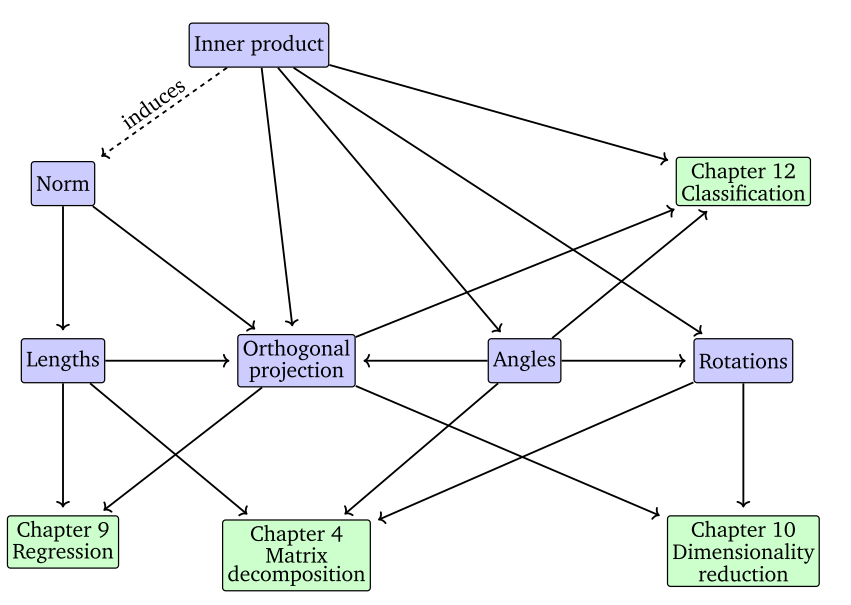 Inner product
induces
Chapter 12
Classification
Norm
Lengths
Orthogonal
projection
Angles
Rotations
Chapter 9
Regression
Chapter 4
Matrix
decomposition
Chapter 10
Dimensionality
reduction